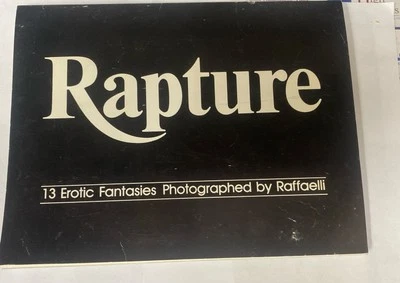 Rapture
13 Erotic Fantasies Photographed by Raffaelli